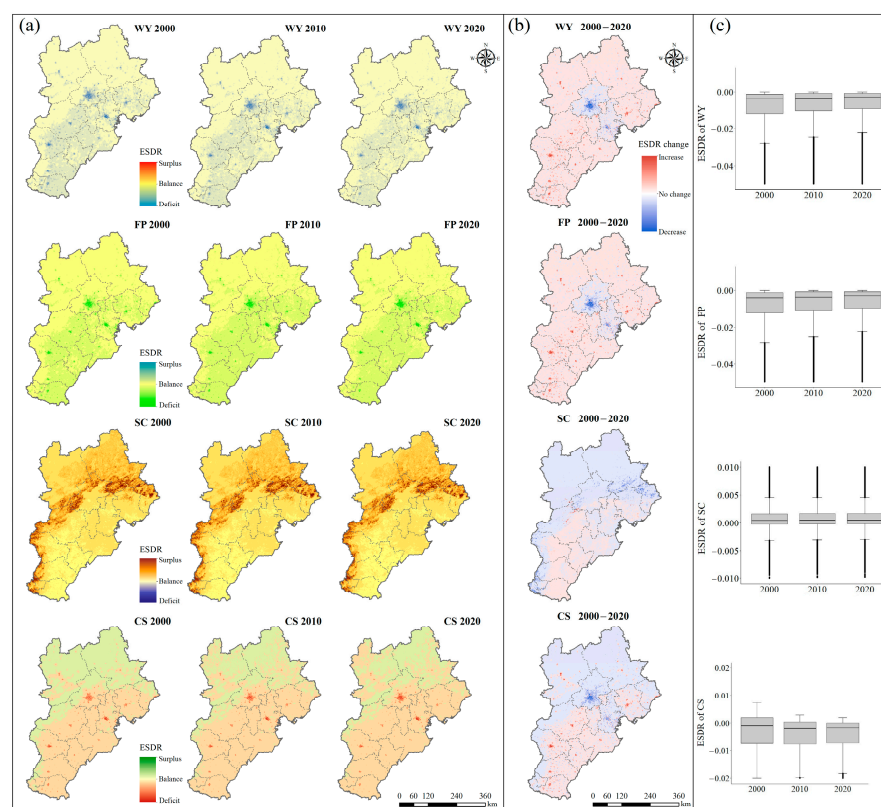 (a)
WY 2000
WY 2010
WY 2020
N
W
E
S
ESDR
Surplus
Balance
Deficit
FP 2000
FP 2010
FP 2020
ESDR
Surplus
Balance
Deficit
SC 2000
SC 2010
SC 2020
ESDR
Surplus
Balance
Deficit
CS 2000
CS 2010
CS 2020
ESDR
Surplus
Balance
Deficit
0 60 120 240 360
km
(b)
WY 2000−2020
N
W
E
S
ESDR change
Increase
No change
Decrease
FP 2000−2020
SC 2000−2020
CS 2000−2020
0 60 120 240 360
km
(c)
ESDR of WY
0.00
−0.02
−0.04
2000 2010 2020
ESDR of FP
0.00
−0.02
−0.04
2000 2010 2020
ESDR of SC
0.010
0.005
0.000
−0.005
−0.010
2000 2010 2020
ESDR of CS
0.02
0.01
0.00
−0.01
−0.02
2000 2010 2020